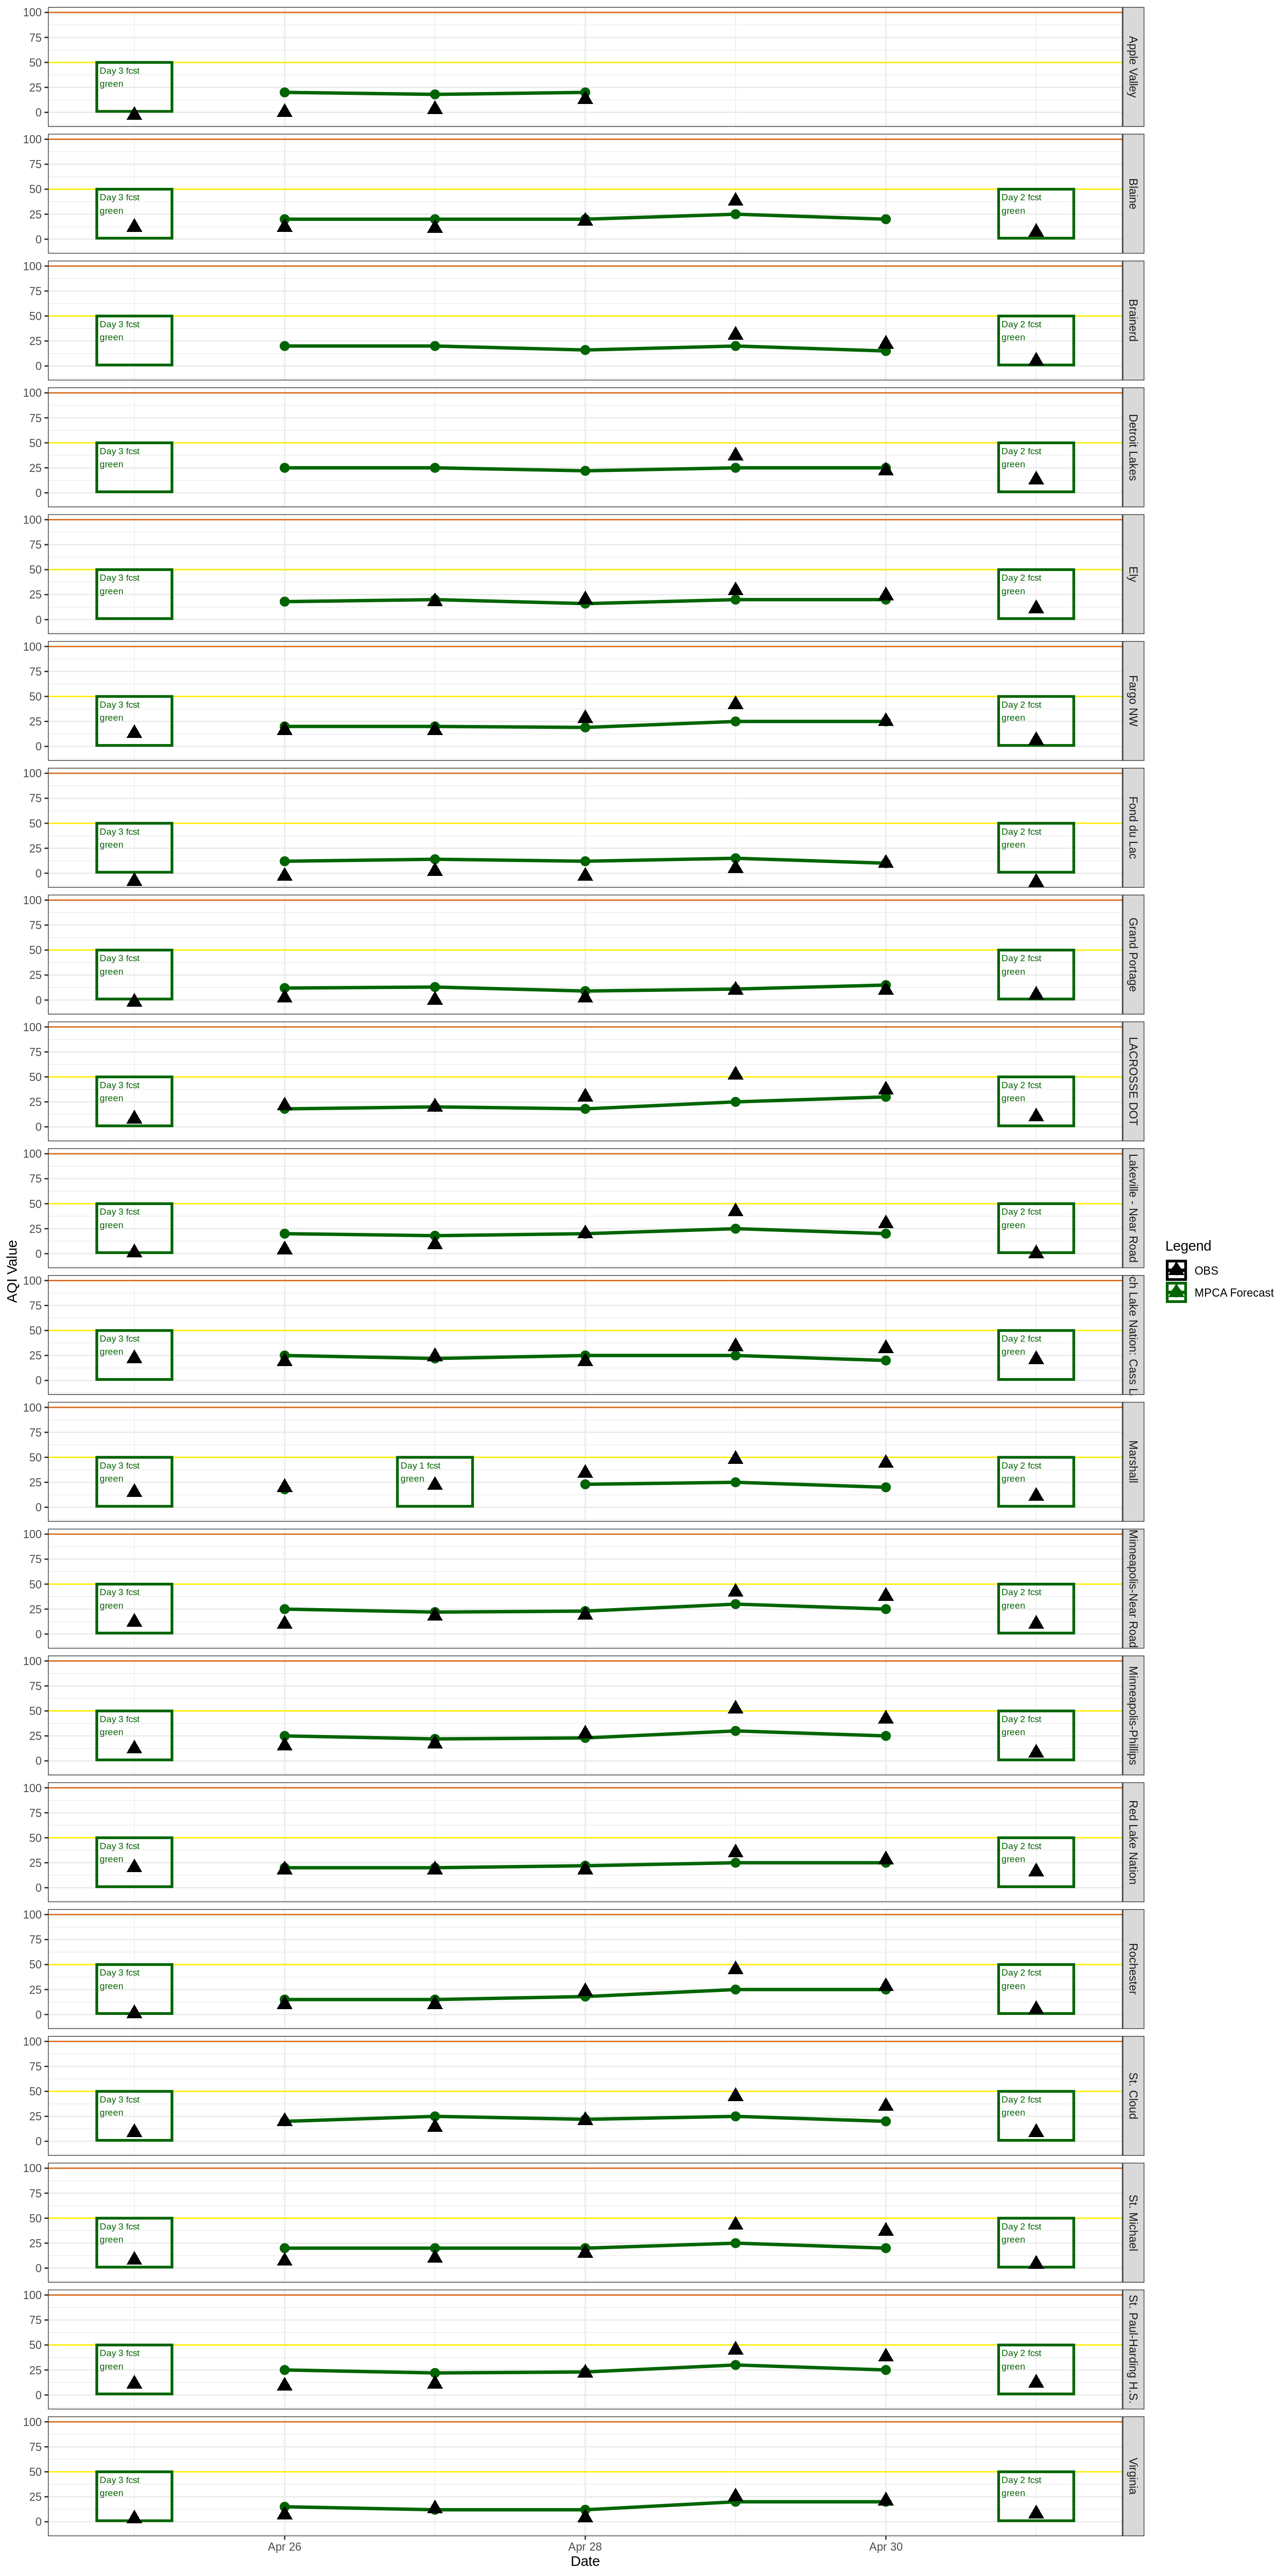 100
75
50
25
0
Day 3 fcst
green
Apple Valley
100
75
50
25
0
Day 3 fcst
green
Day 2 fcst
green
Blaine
100
75
50
25
0
Day 3 fcst
green
Day 2 fcst
green
Brainerd
100
75
50
25
0
Day 3 fcst
green
Day 2 fcst
green
Detroit Lakes
100
75
50
25
0
Day 3 fcst
green
Day 2 fcst
green
Ely
100
75
50
25
0
Day 3 fcst
green
Day 2 fcst
green
Fargo NW
100
75
50
25
0
Day 3 fcst
green
Day 2 fcst
green
Fond du Lac
100
75
50
25
0
Day 3 fcst
green
Day 2 fcst
green
Grand Portage
100
75
50
25
0
Day 3 fcst
green
Day 2 fcst
green
LACROSSE DOT
100
75
50
25
0
Day 3 fcst
green
Day 2 fcst
green
Lakeville - Near Road
100
75
50
25
0
Day 3 fcst
green
Day 2 fcst
green
ch Lake Nation: Cass L
100
75
50
25
0
Day 3 fcst
green
Day 1 fcst
green
Day 2 fcst
green
Marshall
100
75
50
25
0
Day 3 fcst
green
Day 2 fcst
green
Minneapolis-Near Road
100
75
50
25
0
Day 3 fcst
green
Day 2 fcst
green
Minneapolis-Phillips
100
75
50
25
0
Day 3 fcst
green
Day 2 fcst
green
Red Lake Nation
100
75
50
25
0
Day 3 fcst
green
Day 2 fcst
green
Rochester
100
75
50
25
0
Day 3 fcst
green
Day 2 fcst
green
St. Cloud
100
75
50
25
0
Day 3 fcst
green
Day 2 fcst
green
St. Michael
100
75
50
25
0
Day 3 fcst
green
Day 2 fcst
green
St. Paul-Harding H.S.
100
75
50
25
0
Day 3 fcst
green
Day 2 fcst
green
Virginia
Apr 26
Apr 28
Apr 30
Date
AQI Value
Legend
OBS
MPCA Forecast